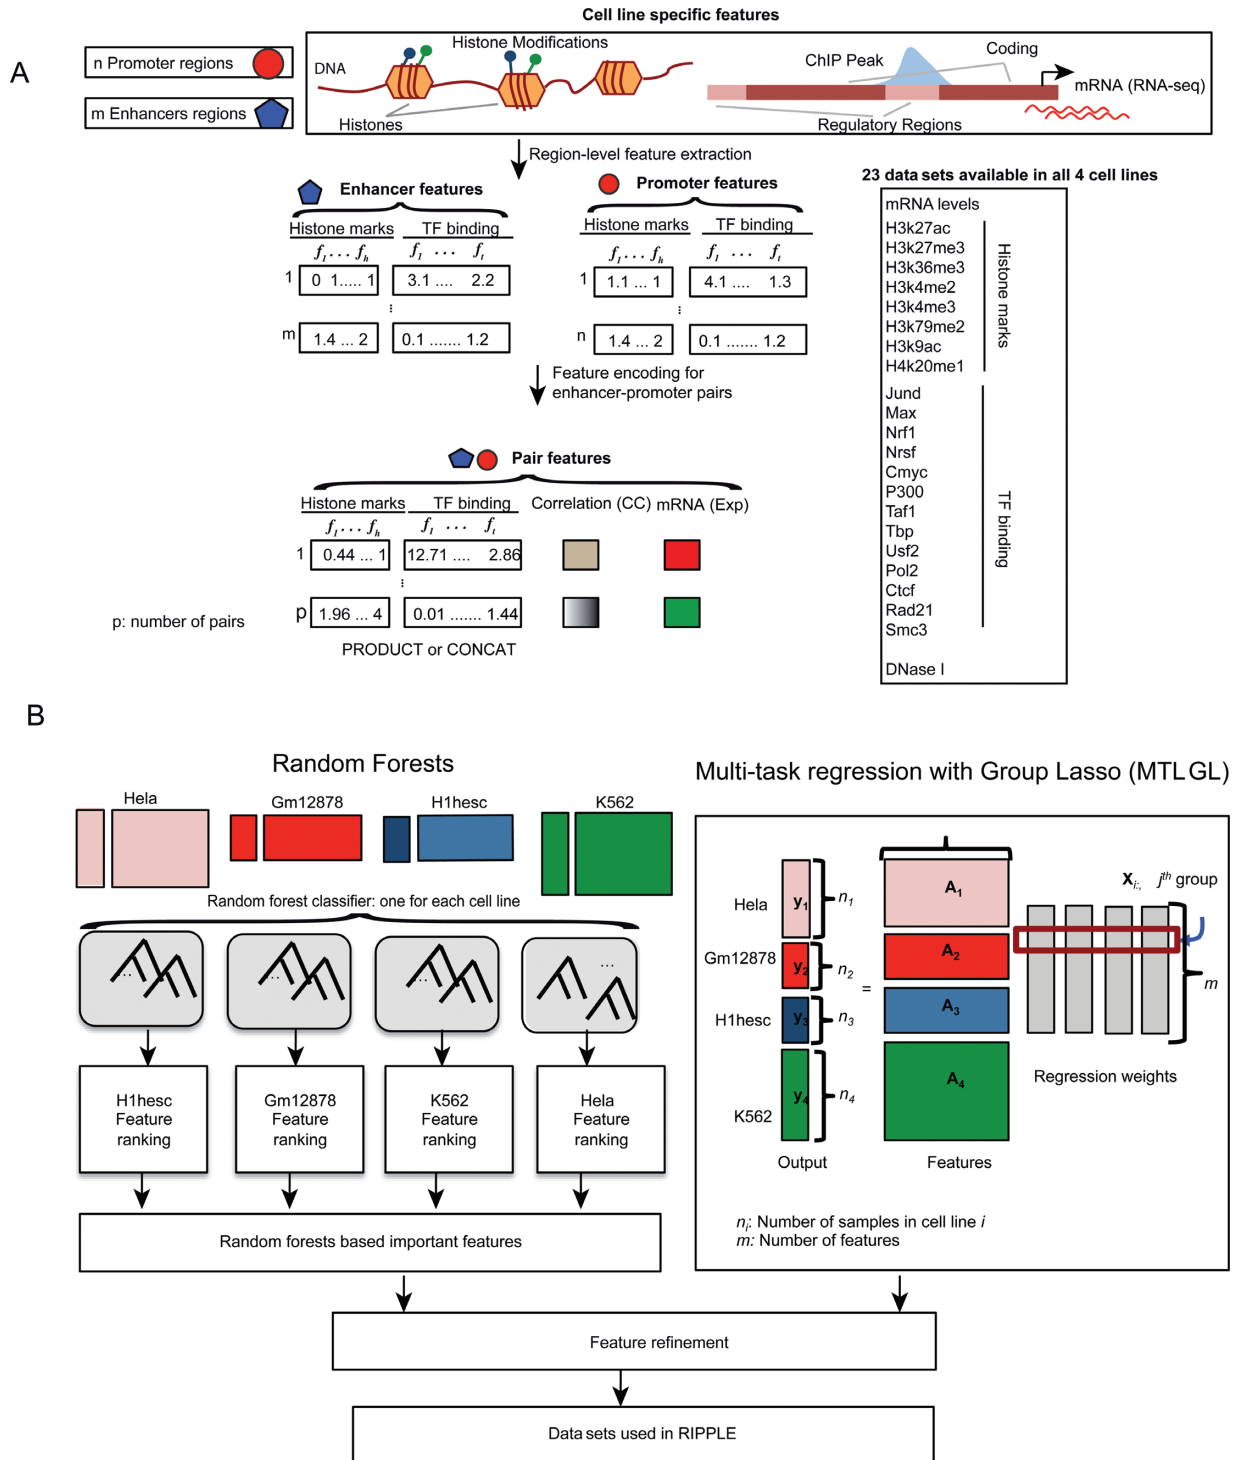 Cell line specific features
A
n Promoter regions
m Enhancers regions
DNA
Histone Modifications
Histones
ChIP Peak
Coding
mRNA (RNA-seq)
Regulatory Regions
Region-level feature extraction
Enhancer features
Histone marks TF binding
f1 ... fh f1 ... ft
1 0 1..... 1 3.1 .... 2.2
...
m 1.4 ... 2 0.1 ....... 1.2
Promoter features
Histone marks TF binding
f1 ... fh f1 ... ft
1 1.1 ... 1 4.1 .... 1.3
...
n 1.4 ... 2 0.1 ....... 1.2
Feature encoding for
enhancer-promoter pairs
Pair features
Histone marks TF binding Correlation (CC) mRNA (Exp)
f1 ... fh f1 ... ft
1 0.44 ... 1 12.71 .... 2.86
...
p 1.96 ... 4 0.01 ....... 1.44
p: number of pairs
PRODUCT or CONCAT
23 data sets available in all 4 cell lines
mRNA levels
H3k27ac
H3k27me3
H3k36me3
H3k4me2
H3k4me3
H3k79me2
H3k9ac
H4k20me1
Histone marks
Jund
Max
Nrf1
Nrsf
Cmyc
P300
Taf1
Tbp
Usf2
Pol2
Ctcf
Rad21
Smc3
TF binding
DNase I
B
Random Forests
Hela
Gm12878
H1hesc
K562
Random forest classifier: one for each cell line
...
...
...
...
H1hesc
Feature
ranking
Gm12878
Feature
ranking
K562
Feature
ranking
Hela
Feature
ranking
Random forests based important features
Multi-task regression with Group Lasso (MTLGL)
Hela y1 n1 A1
Gm12878 y2 n2 A2
=
H1hesc y3 n3 A3
K562 y4 n4 A4
Xi:, jth group
m
Regression weights
Output
Features
ni: Number of samples in cell line i
m: Number of features
Feature refinement
Data sets used in RIPPLE